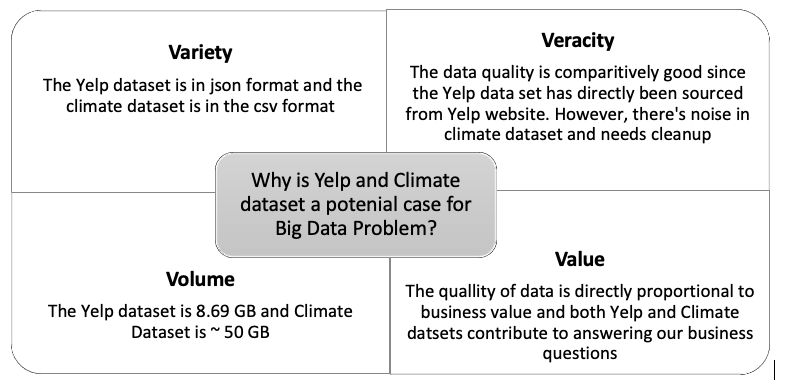 Variety
The Yelp dataset is in json format and the
climate dataset is in the csv format
Veracity
The data quality is comparitively good since
the Yelp data set has directly been sourced
from Yelp website. However, there's noise in
climate dataset and needs cleanup
Why is Yelp and Climate
dataset a potenial case for
Big Data Problem?
Volume
The Yelp dataset is 8.69 GB and Climate
Dataset is ~ 50 GB
Value
The quallity of data is directly proportional to
business value and both Yelp and Climate
datsets contribute to answering our business
questions